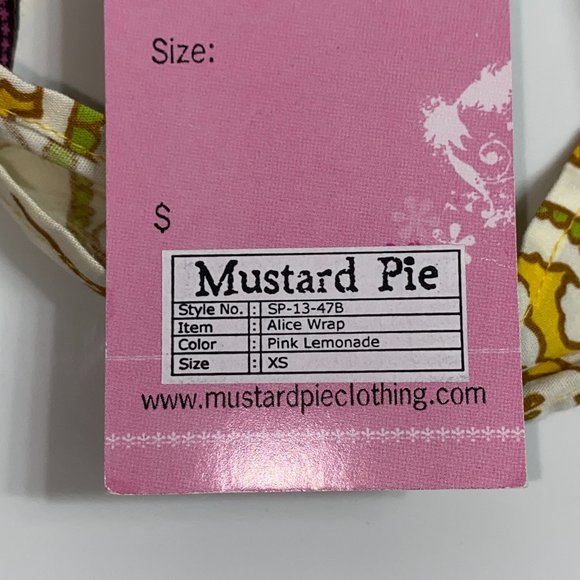 Size:
$
Mustard Pie
Style No. : SP-13-47B
Item : Alice Wrap
Color : Pink Lemonade
Size : XS
www.mustardpieclothing.com